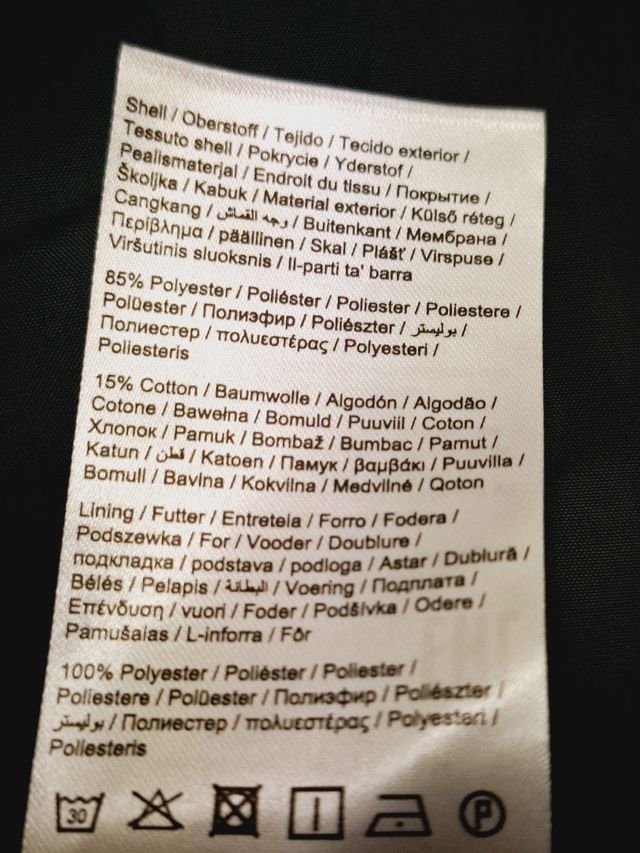 Shell / Oberstoff / Tejido / Tecido exterior /
Tessuto shell / Pokrycie / Yderstof /
Pealismaterjal / Endroit du tissu / Покрытие /
Školjka / Kabuk / Material exterior / Külső réteg /
Cangkang / وجه القماش / Buitenkant / Мембрана /
Περίβλημα / päällinen / Skal / Plášť / Virspuse /
Viršutinis sluoksnis / Il-parti ta' barra
85% Polyester / Poliéster / Poliester / Poliestere /
Polüester / Полиэфир / Poliészter / بوليستر /
Полиестер / πολυεστέρας / Polyesteri /
Poliesteris
15% Cotton / Baumwolle / Algodón / Algodão /
Cotone / Bawełna / Bomuld / Puuviil / Coton /
Хлопок / Pamuk / Bombaž / Bumbac / Pamut /
Katun / قطن / Katoen / Памук / βαμβάκι / Puuvilla /
Bomull / Bavlna / Kokvilna / Medvilnė / Qoton
Lining / Futter / Entretela / Forro / Fodera /
Podszewka / For / Vooder / Doublure /
подкладка / podstava / podloga / Astar / Dublură /
Bélés / Pelapis / البطانة / Voering / Подплата /
Επένδυση / vuori / Foder / Podšívka / Odere /
Pamušalas / L-inforra / Fôr
100% Polyester / Poliéster / Poliester /
Poliestere / Polüester / Полиэфир / Poliészter /
بوليستر / Полиестер / πολυεστέρας / Polyesteri /
Poliesteris
30 P